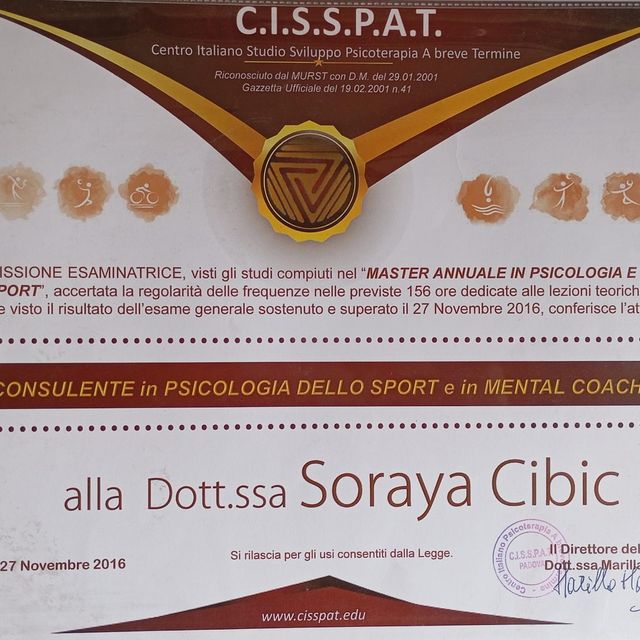 C.I.S.S.P.A.T.
Centro Italiano Studio Sviluppo Psicoterapia A breve Termine
Riconosciuto dal MURST con D.M. del 29.01.2001
Gazzetta Ufficiale del 19.02.2001 n.41
ISSIONE ESAMINATRICE, visti gli studi compiuti nel “MASTER ANNUALE IN PSICOLOGIA E
PORT”, accertata la regolarità delle frequenze nelle previste 156 ore dedicate alle lezioni teorich
e visto il risultato dell'esame generale sostenuto e superato il 27 Novembre 2016, conferisce l'at
CONSULENTE in PSICOLOGIA DELLO SPORT e in MENTAL COACH
alla Dott.ssa Soraya Cibic
27 Novembre 2016
Si rilascia per gli usi consentiti dalla Legge.
C.I.S.S.P.A.T.
PADOVA
Il Direttore del
Dott.ssa Marilla
www.cisspat.edu